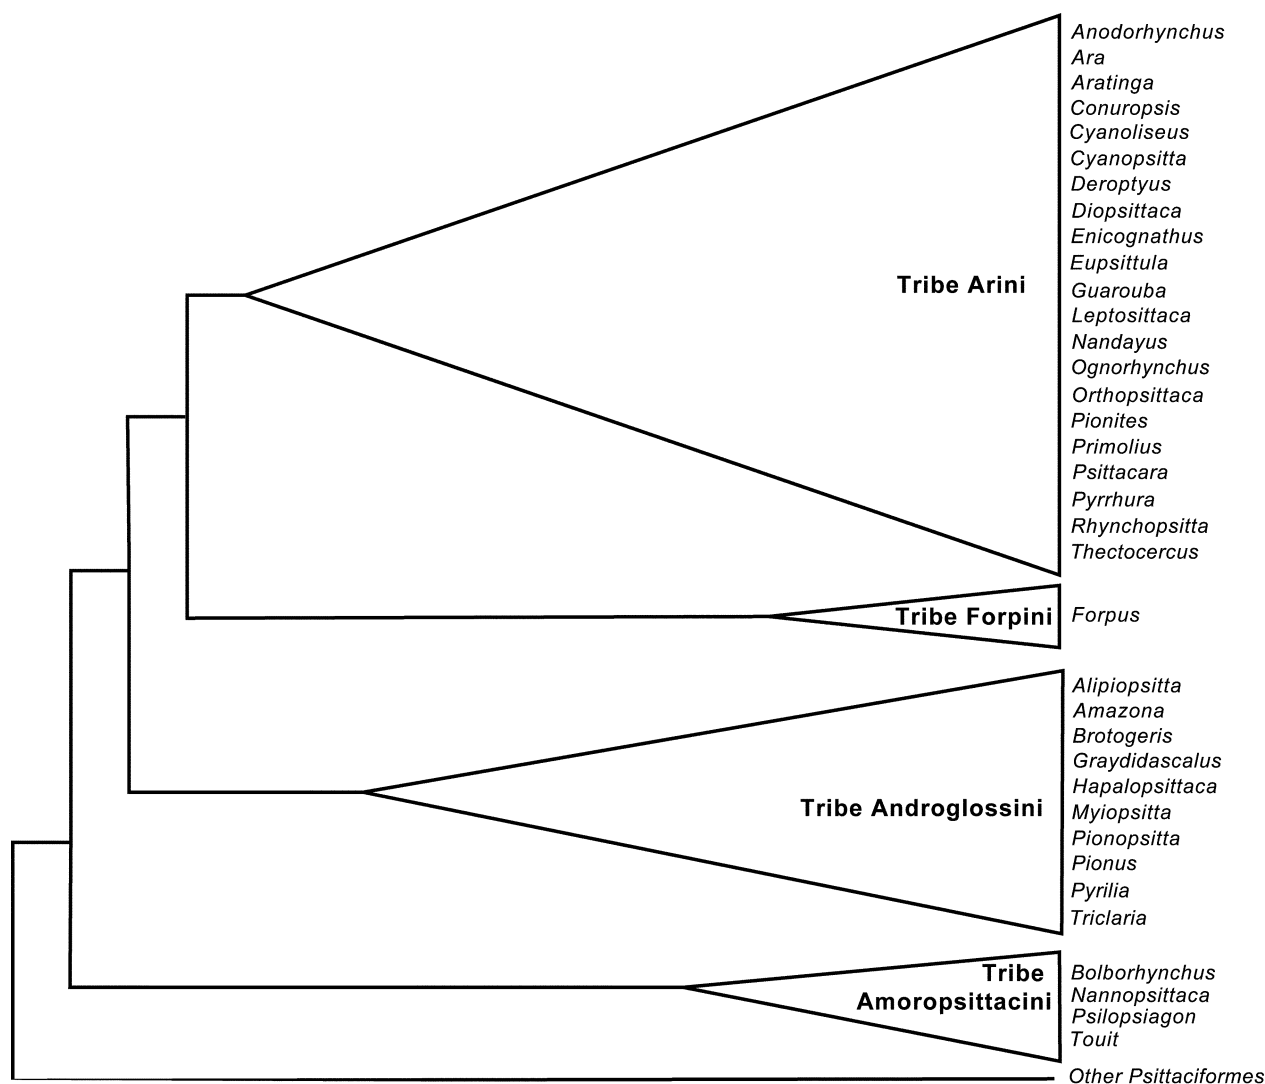 Anodorhynchus
Ara
Aratinga
Conuropsis
Cyanoliseus
Cyanopsitta
Deroptyus
Diopsittaca
Enicognathus
Eupsittula
Tribe Arini
Guarouba
Leptosittaca
Nandayus
Ognorhynchus
Orthopsittaca
Pionites
Primolius
Psittacara
Pyrrhura
Rhynchopsitta
Thectocercus
Tribe Forpini
Forpus
Alipiopsitta
Amazona
Brotogeris
Graydidascalus
Hapalopsittaca
Tribe Androglossini
Myiopsitta
Pionopsitta
Pionus
Pyrilia
Triclaria
Tribe
Amoropsittacini
Bolborhynchus
Nannopsittaca
Psilopsiagon
Touit
Other Psittaciformes